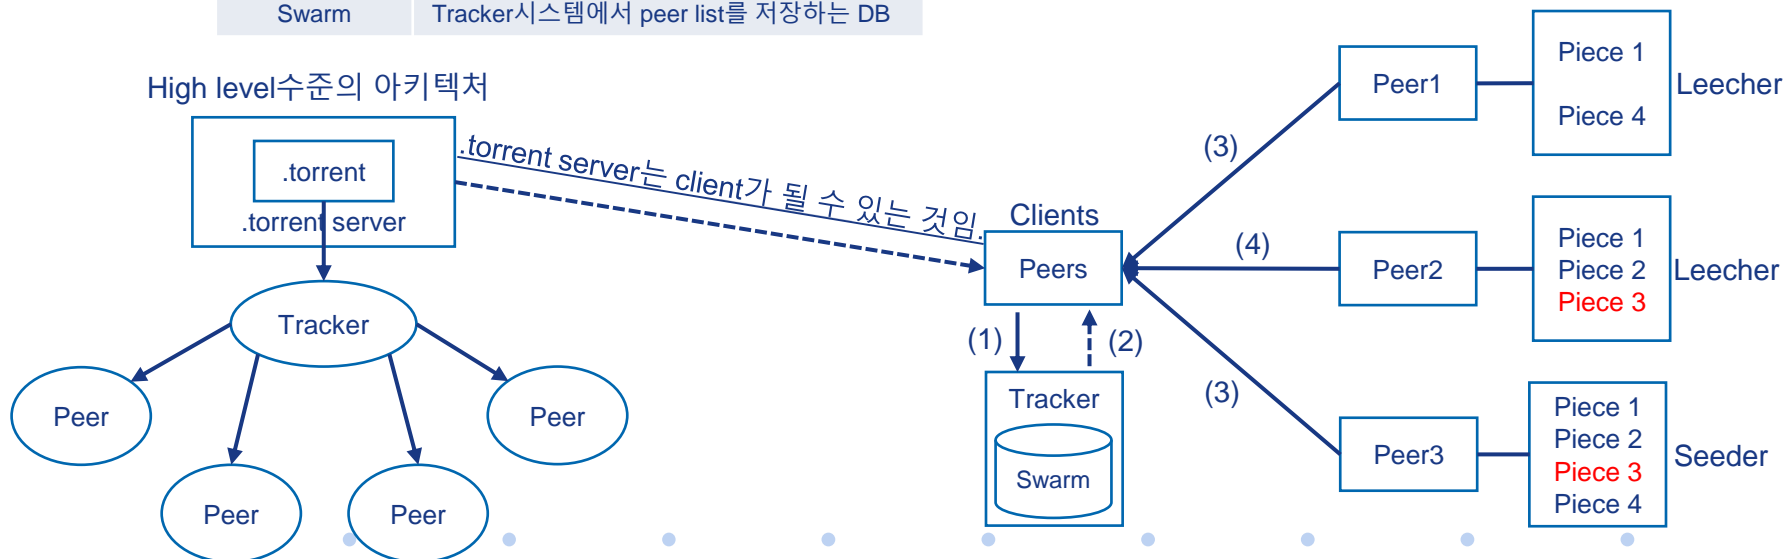 Swarm
Tracker시스템에서 peer list를 저장하는 DB
High level수준의 아키텍처
.torrent
.torrent server
Tracker
Peer
Peer
Peer
Peer
.torrent server는 client가 될 수 있는 것임.
Clients
Peers
(1)
(2)
Tracker
Swarm
(3)
(4)
(3)
Peer1
Piece 1
Piece 4
Leecher
Peer2
Piece 1
Piece 2
Piece 3
Leecher
Peer3
Piece 1
Piece 2
Piece 3
Piece 4
Seeder